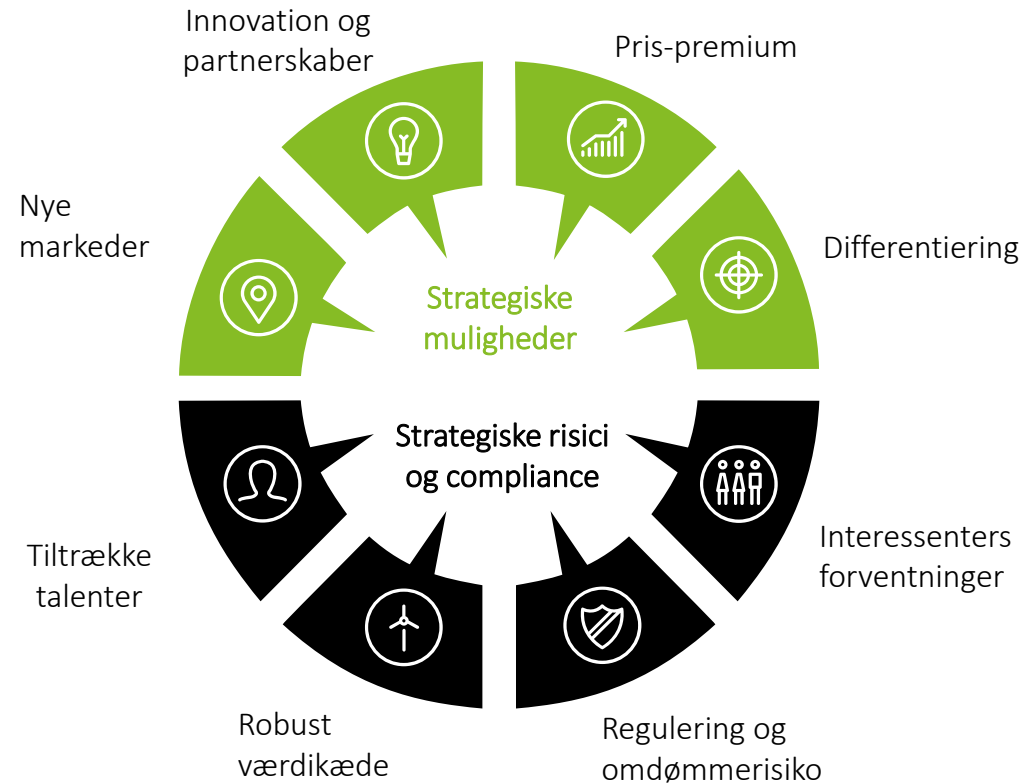 Innovation og
partnerskaber
Pris-premium
Nye
markeder
Differentiering
Strategiske
muligheder
Strategiske risici
og compliance
Tiltrække
talenter
Interessenters
forventninger
Robust
værdikæde
Regulering og
omdømmerisiko